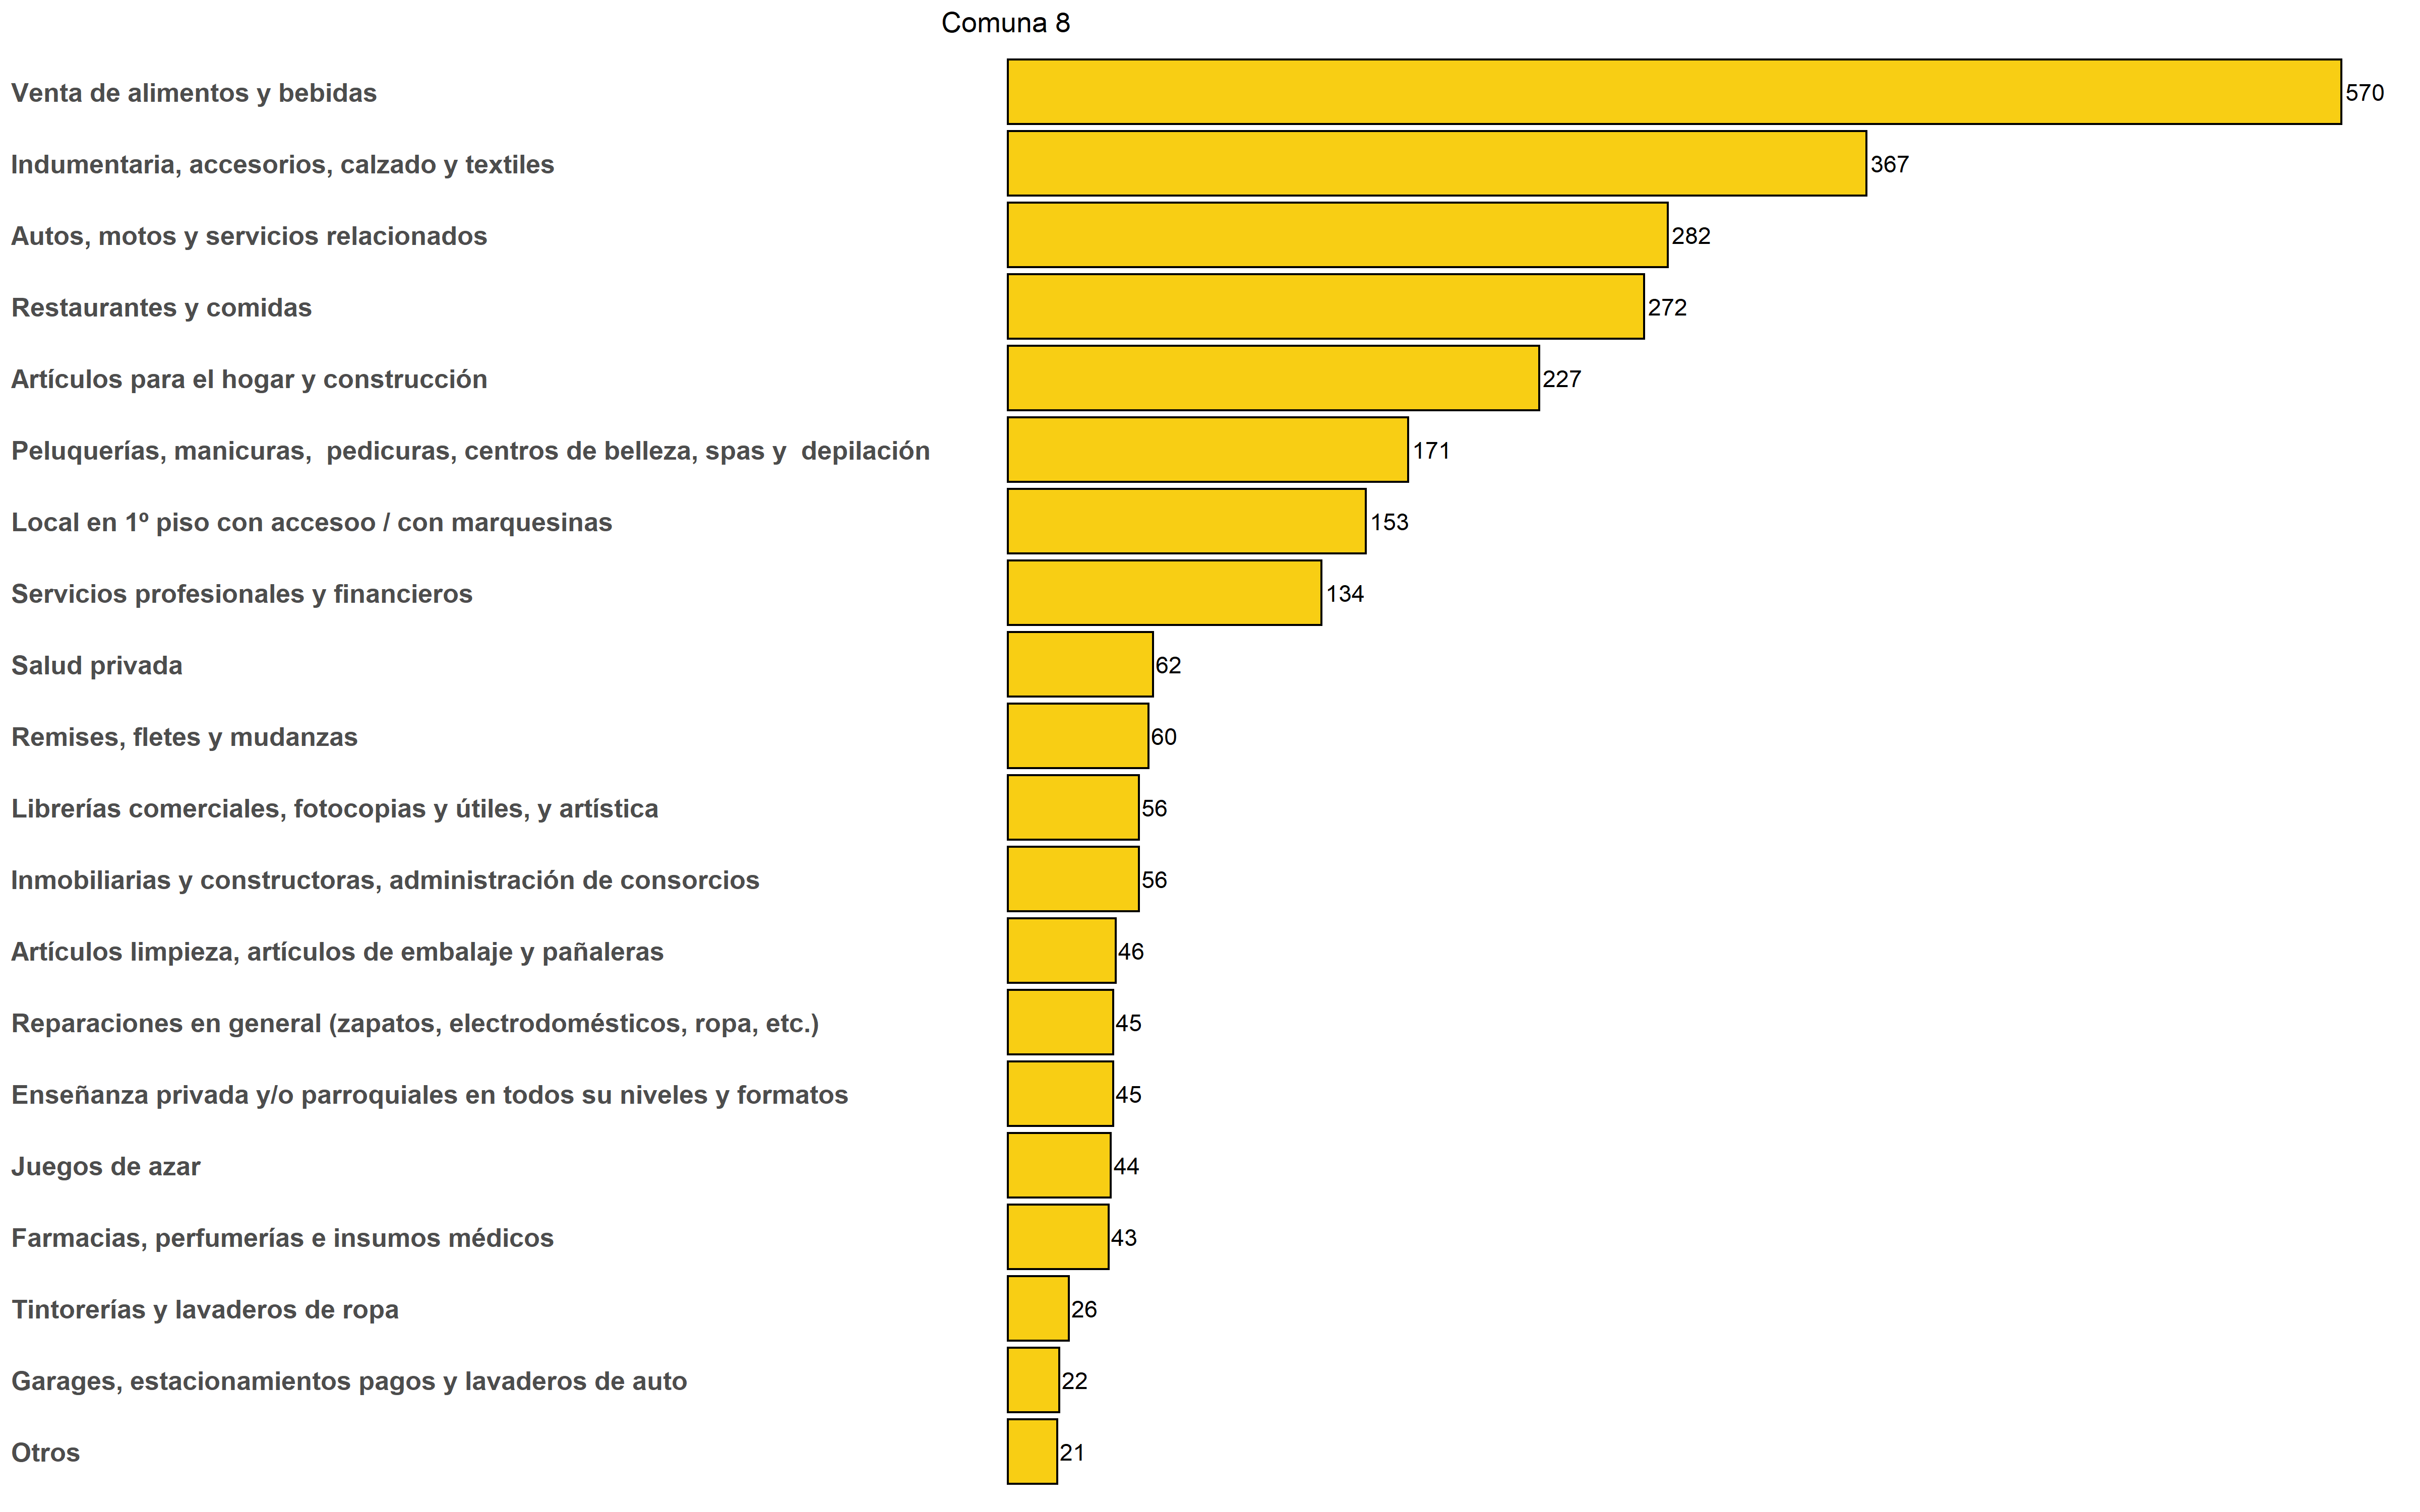 Comuna 8
Venta de alimentos y bebidas 570
Indumentaria, accesorios, calzado y textiles 367
Autos, motos y servicios relacionados 282
Restaurantes y comidas 272
Artículos para el hogar y construcción 227
Peluquerías, manicuras,  pedicuras, centros de belleza, spas y  depilación 171
Local en 1º piso con accesoo / con marquesinas 153
Servicios profesionales y financieros 134
Salud privada 62
Remises, fletes y mudanzas 60
Librerías comerciales, fotocopias y útiles, y artística 56
Inmobiliarias y constructoras, administración de consorcios 56
Artículos limpieza, artículos de embalaje y pañaleras 46
Reparaciones en general (zapatos, electrodomésticos, ropa, etc.) 45
Enseñanza privada y/o parroquiales en todos su niveles y formatos 45
Juegos de azar 44
Farmacias, perfumerías e insumos médicos 43
Tintorerías y lavaderos de ropa 26
Garages, estacionamientos pagos y lavaderos de auto 22
Otros 21